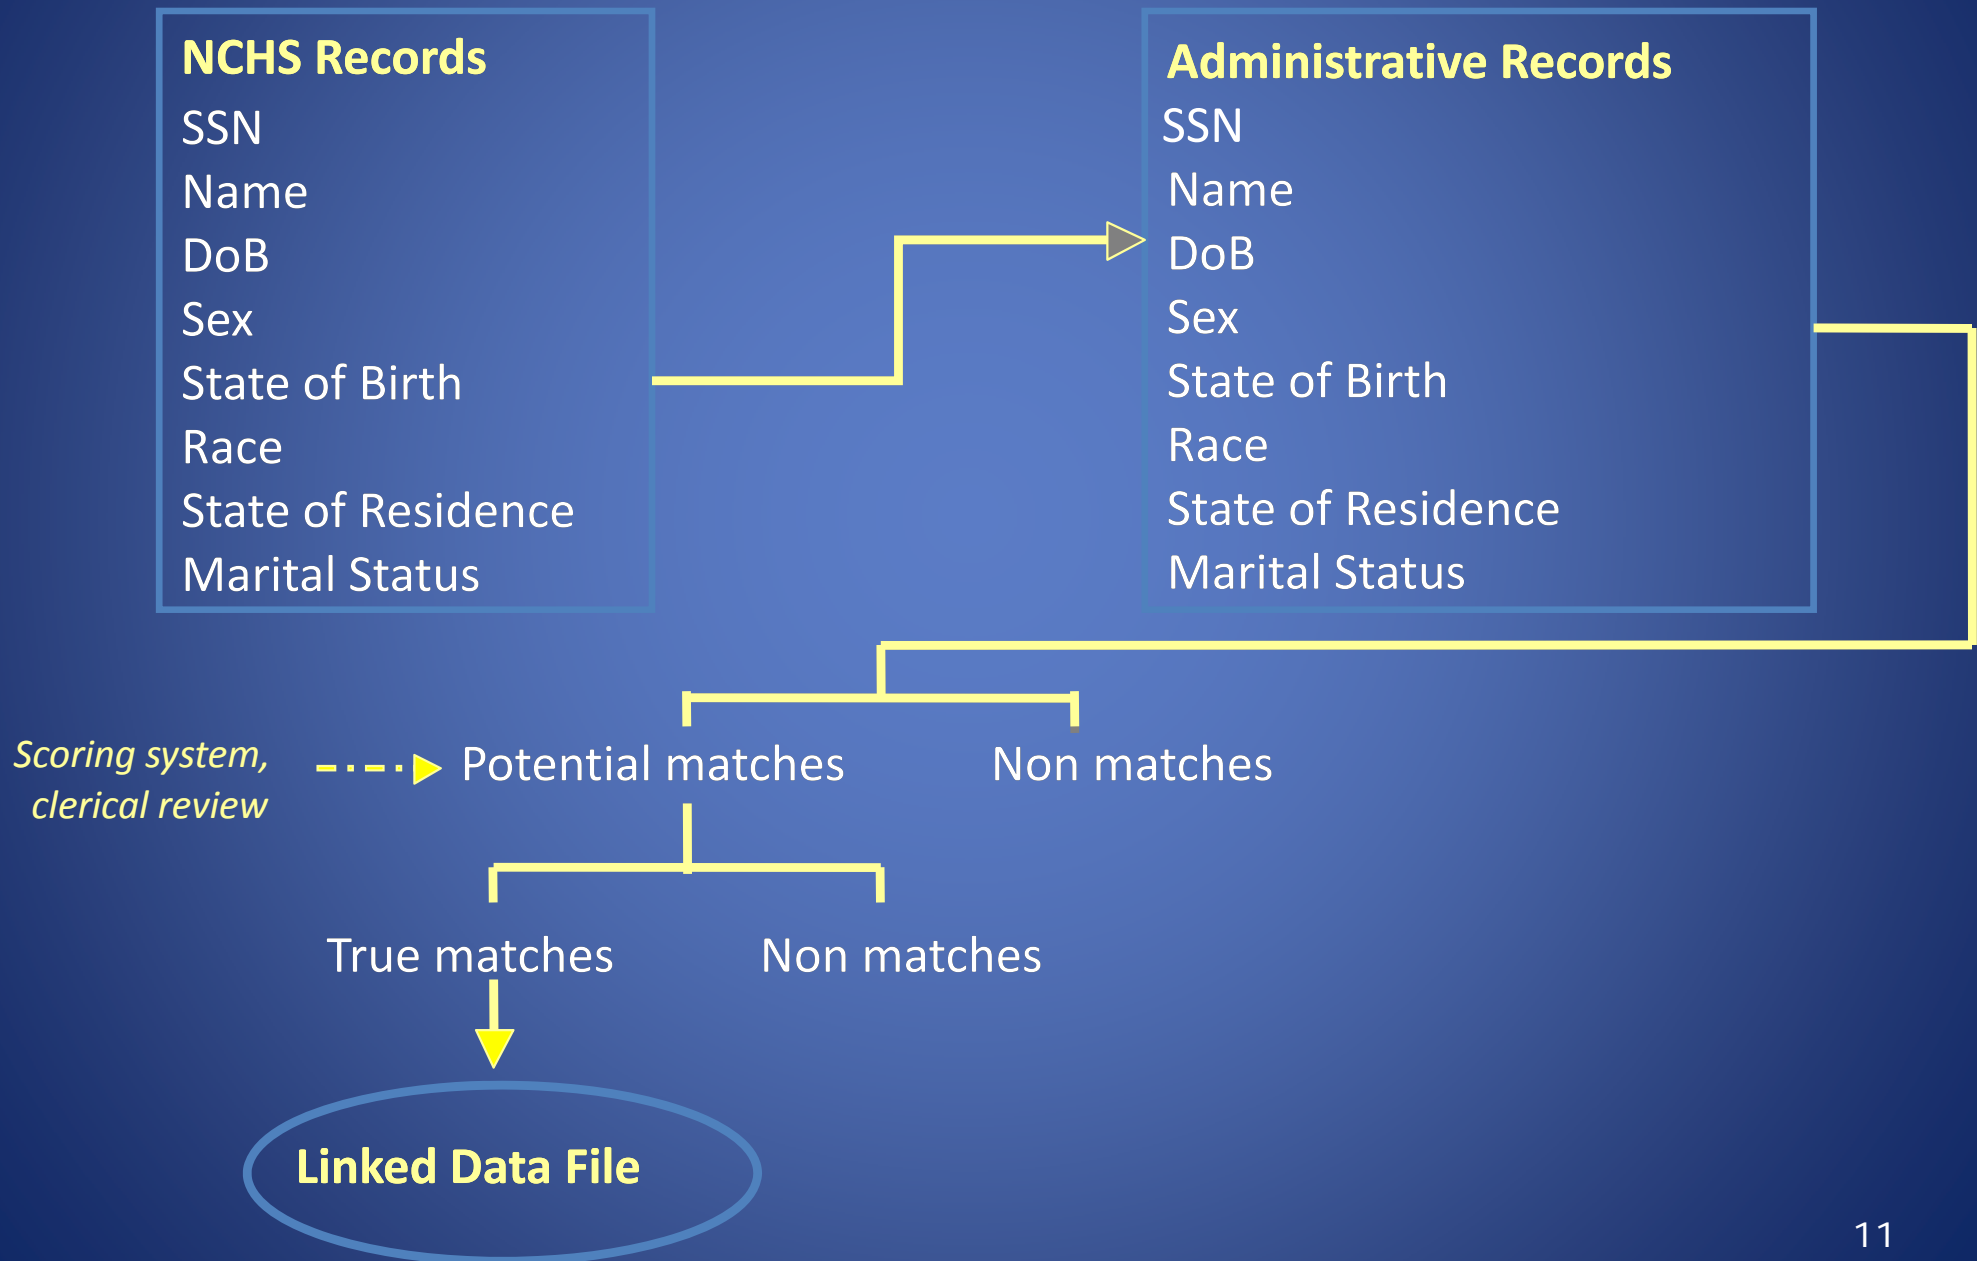 NCHS Records
SSN
Name
DoB
Sex
State of Birth
Race
State of Residence
Marital Status
Administrative Records
SSN
Name
DoB
Sex
State of Birth
Race
State of Residence
Marital Status
Scoring system,
clerical review
Potential matches
Non matches
True matches
Non matches
Linked Data File
11